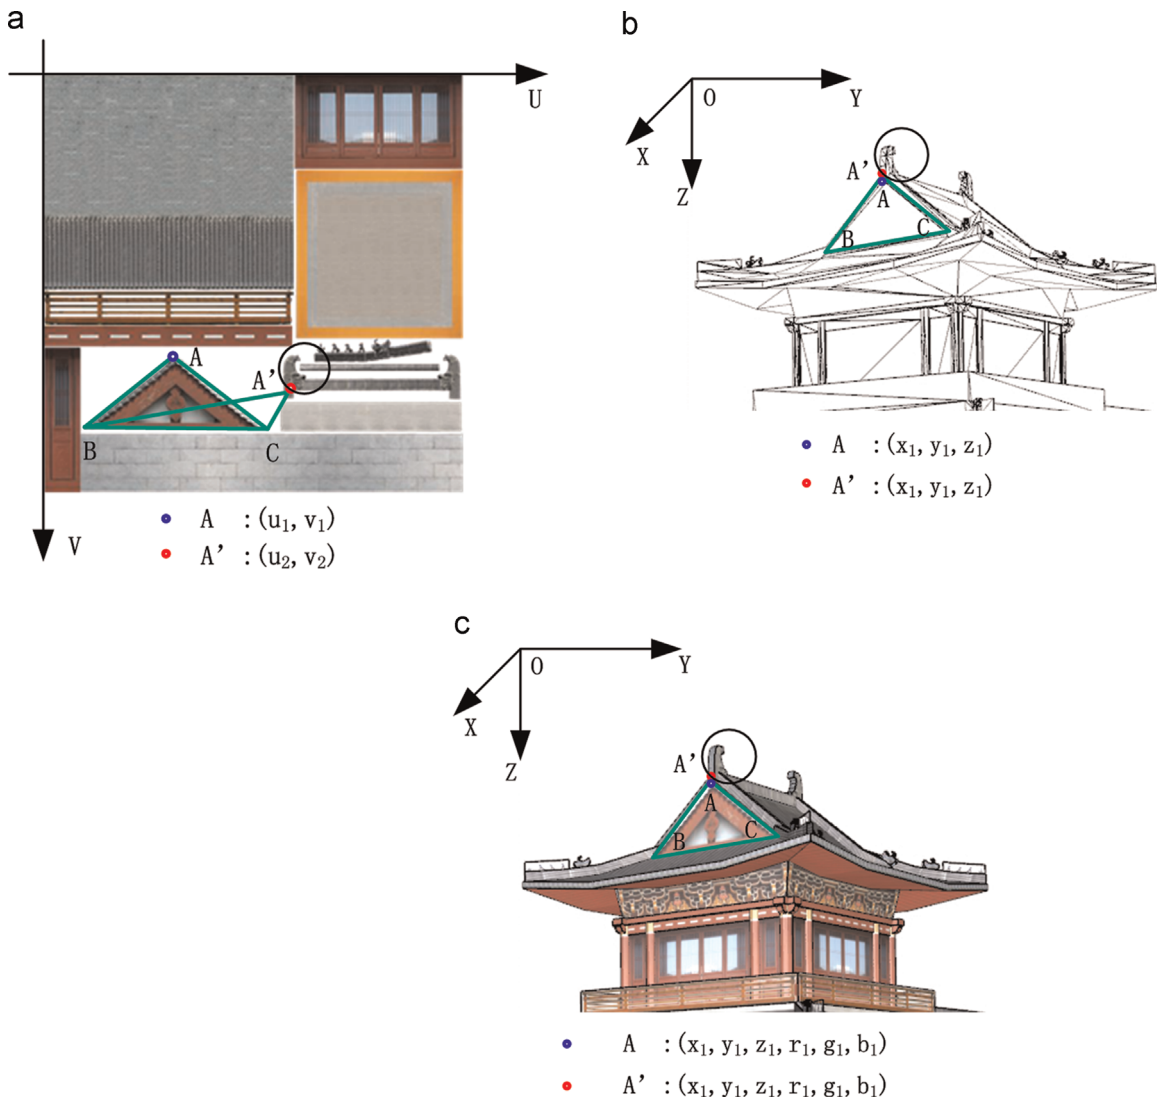 a
U
A
A'
B
C
V
A : (u₁, v₁)
A' : (u₂, v₂)
b
O
Y
X
Z
A'
A
B
C
A : (x₁, y₁, z₁)
A' : (x₁, y₁, z₁)
c
O
Y
X
Z
A'
A
B
C
A : (x₁, y₁, z₁, r₁, g₁, b₁)
A' : (x₁, y₁, z₁, r₁, g₁, b₁)